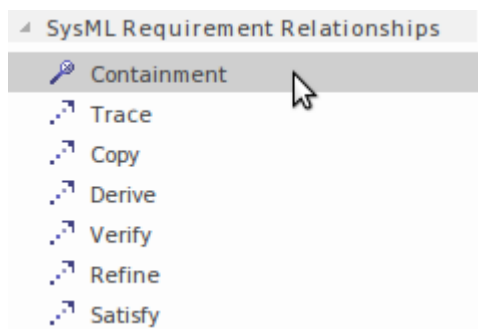 SysML Requirement Relationships
Containment
Trace
Copy
Derive
Verify
Refine
Satisfy